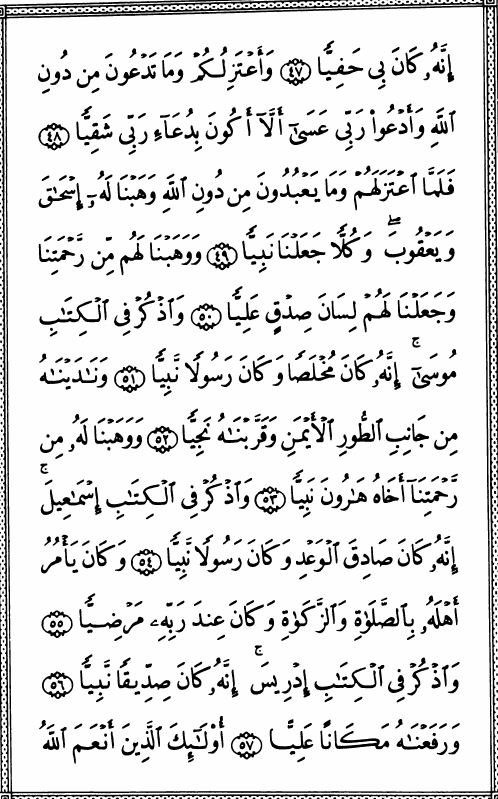 إِنَّهُۥ كَانَ بِى حَفِيًّا ٤٧ وَأَعْتَزِلُكُمْ وَمَا تَدْعُونَ مِن دُونِ
ٱللَّهِ وَأَدْعُوا۟ رَبِّى عَسَىٰٓ أَلَّآ أَكُونَ بِدُعَآءِ رَبِّى شَقِيًّا ٤٨
فَلَمَّا ٱعْتَزَلَهُمْ وَمَا يَعْبُدُونَ مِن دُونِ ٱللَّهِ وَهَبْنَا لَهُۥٓ إِسْحَٰقَ
وَيَعْقُوبَ ۖ وَكُلًّا جَعَلْنَا نَبِيًّا ٤٩ وَوَهَبْنَا لَهُم مِّن رَّحْمَتِنَا
وَجَعَلْنَا لَهُمْ لِسَانَ صِدْقٍ عَلِيًّا ٥٠ وَٱذْكُرْ فِى ٱلْكِتَٰبِ
مُوسَىٰٓ ۚ إِنَّهُۥ كَانَ مُخْلَصًا وَكَانَ رَسُولًا نَّبِيًّا ٥١ وَنَٰدَيْنَٰهُ
مِن جَانِبِ ٱلطُّورِ ٱلْأَيْمَنِ وَقَرَّبْنَٰهُ نَجِيًّا ٥٢ وَوَهَبْنَا لَهُۥ مِن
رَّحْمَتِنَآ أَخَاهُ هَٰرُونَ نَبِيًّا ٥٣ وَٱذْكُرْ فِى ٱلْكِتَٰبِ إِسْمَٰعِيلَ ۚ
إِنَّهُۥ كَانَ صَادِقَ ٱلْوَعْدِ وَكَانَ رَسُولًا نَّبِيًّا ٥٤ وَكَانَ يَأْمُرُ
أَهْلَهُۥ بِٱلصَّلَوٰةِ وَٱلزَّكَوٰةِ وَكَانَ عِندَ رَبِّهِۦ مَرْضِيًّا ٥٥
وَٱذْكُرْ فِى ٱلْكِتَٰبِ إِدْرِيسَ ۚ إِنَّهُۥ كَانَ صِدِّيقًا نَّبِيًّا ٥٦
وَرَفَعْنَٰهُ مَكَانًا عَلِيًّا ٥٧ أُو۟لَٰٓئِكَ ٱلَّذِينَ أَنْعَمَ ٱللَّهُ